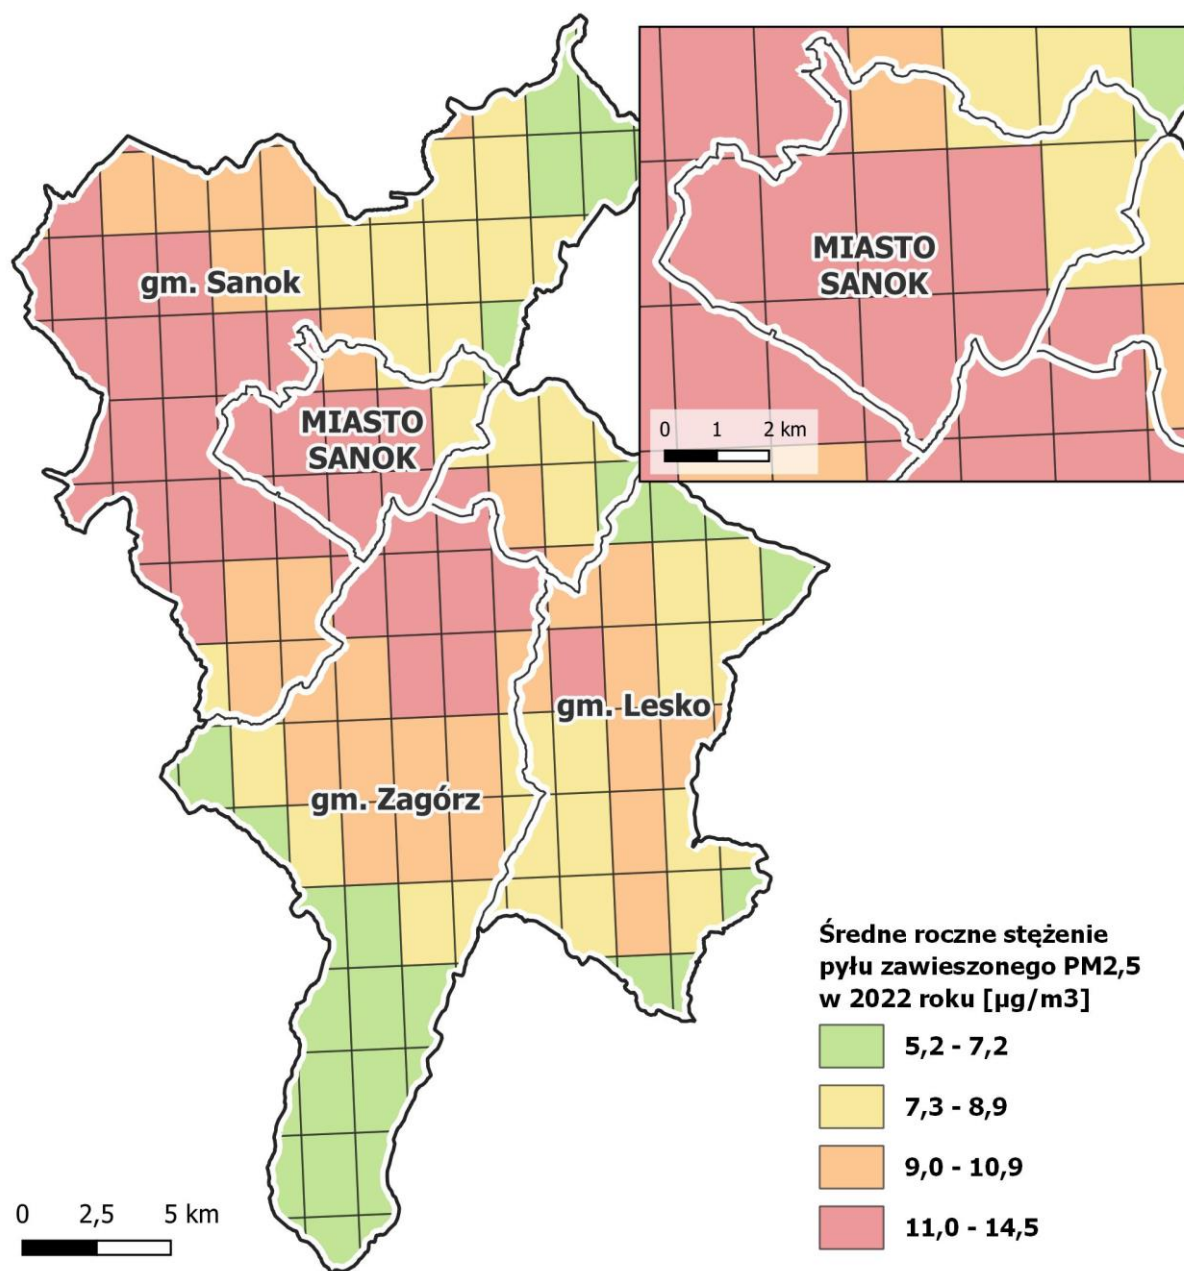 gm. Sanok
MIASTO
SANOK
gm. Lesko
gm. Zagórz
0 2,5 5 km
MIASTO
SANOK
0 1 2 km
Średne roczne stężenie
pyłu zawieszonego PM2,5
w 2022 roku [µg/m3]
5,2 - 7,2
7,3 - 8,9
9,0 - 10,9
11,0 - 14,5